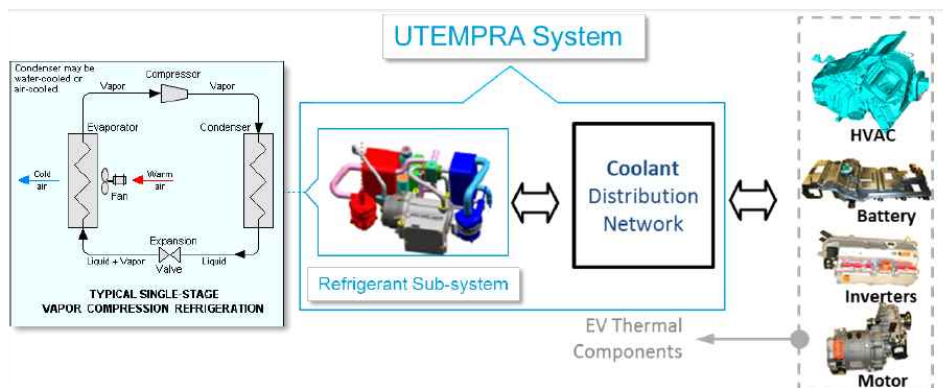 UTEMPRA System
Condenser may be
water-cooled or
air-cooled
Compressor
Vapor
Vapor
Evaporator
Condenser
Cold
air
Warm
air
Fan
Expansion
Valve
Liquid + Vapor
Liquid
TYPICAL SINGLE-STAGE
VAPOR COMPRESSION REFRIGERATION
Refrigerant Sub-system
Coolant
Distribution
Network
HVAC
Battery
Inverters
Motor
EV Thermal
Components